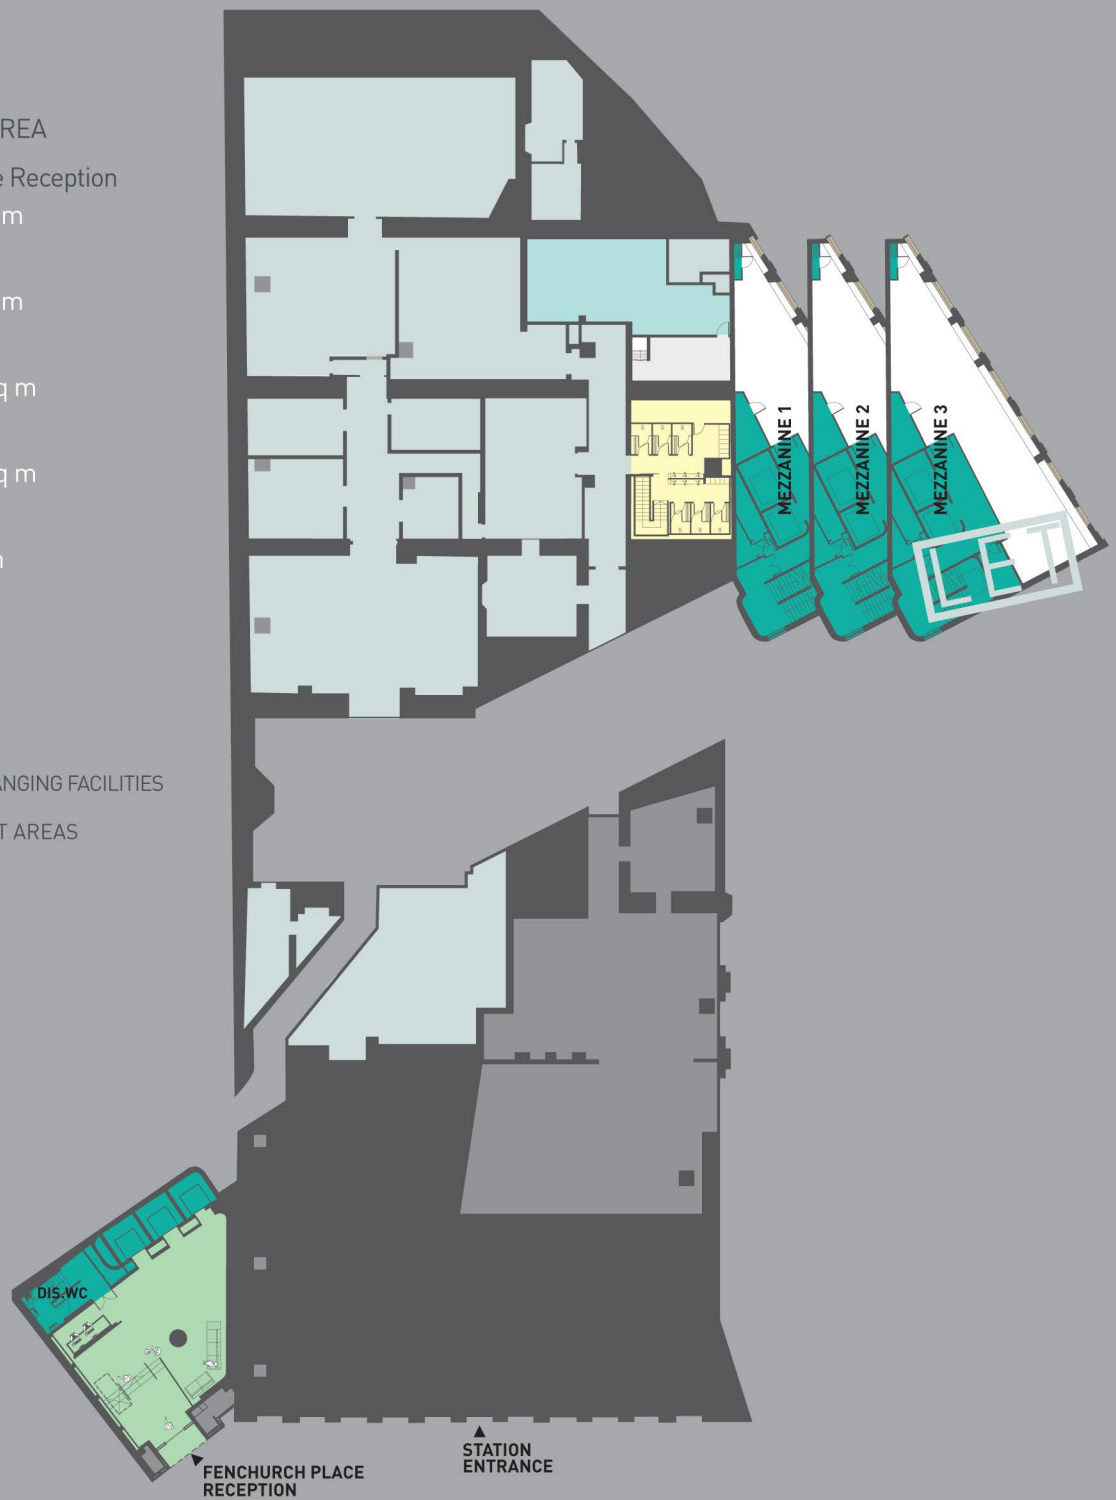 REA
e Reception
m
m
q m
q m
m
ANGING FACILITIES
T AREAS
MEZZANINE 1
MEZZANINE 2
MEZZANINE 3
LET
DIS.WC
STATION
ENTRANCE
FENCHURCH PLACE
RECEPTION